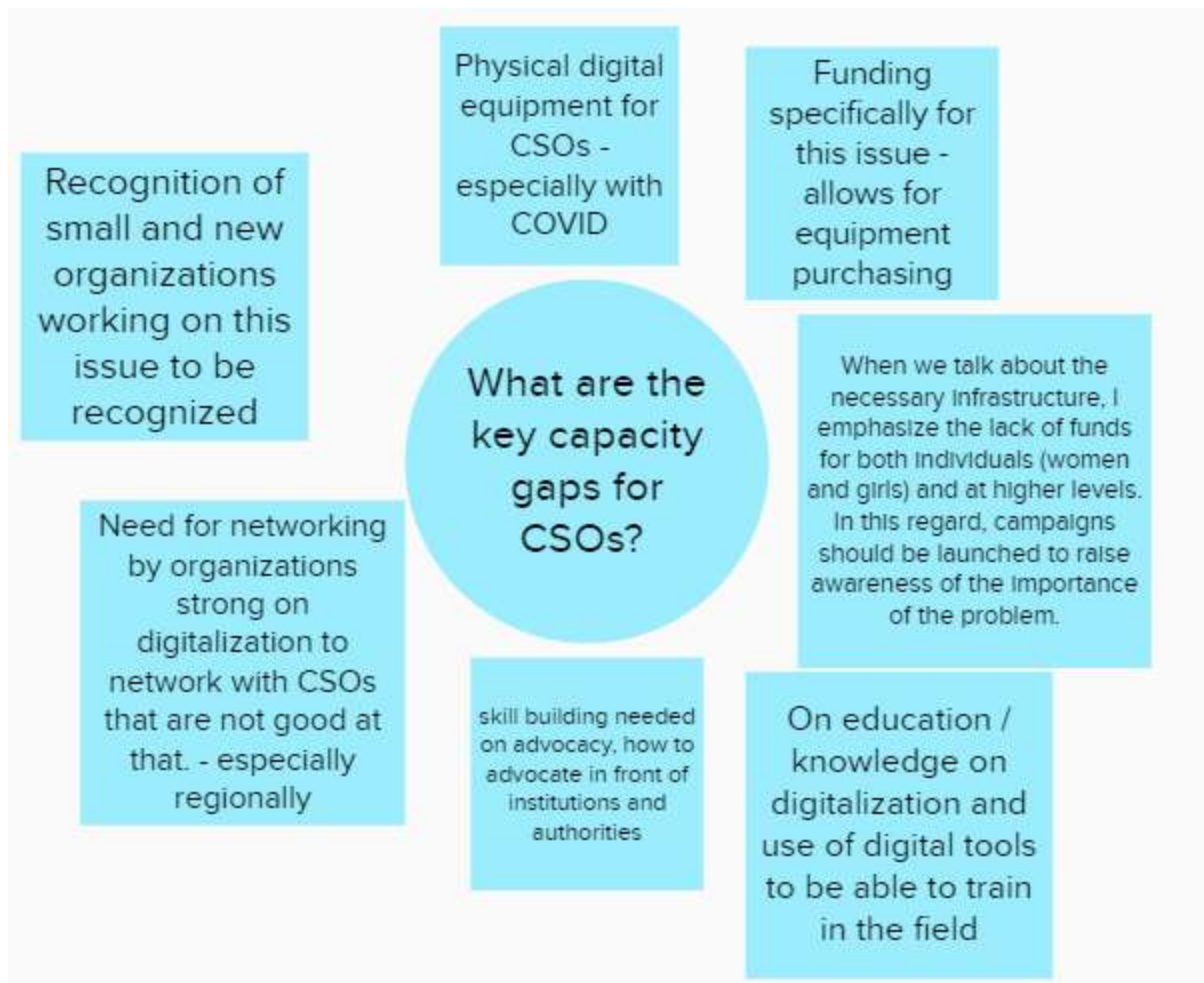 Physical digital
equipment for
CSOs -
especially with
COVID
Funding
specifically for
this issue -
allows for
equipment
purchasing
Recognition of
small and new
organizations
working on this
issue to be
recognized
What are the
key capacity
gaps for
CSOs?
When we talk about the
necessary infrastructure, I
emphasize the lack of funds
for both individuals (women
and girls) and at higher levels.
In this regard, campaigns
should be launched to raise
awareness of the importance
of the problem.
Need for networking
by organizations
strong on
digitalization to
network with CSOs
that are not good at
that. - especially
regionally
skill building needed
on advocacy, how to
advocate in front of
institutions and
authorities
On education /
knowledge on
digitalization and
use of digital tools
to be able to train
in the field